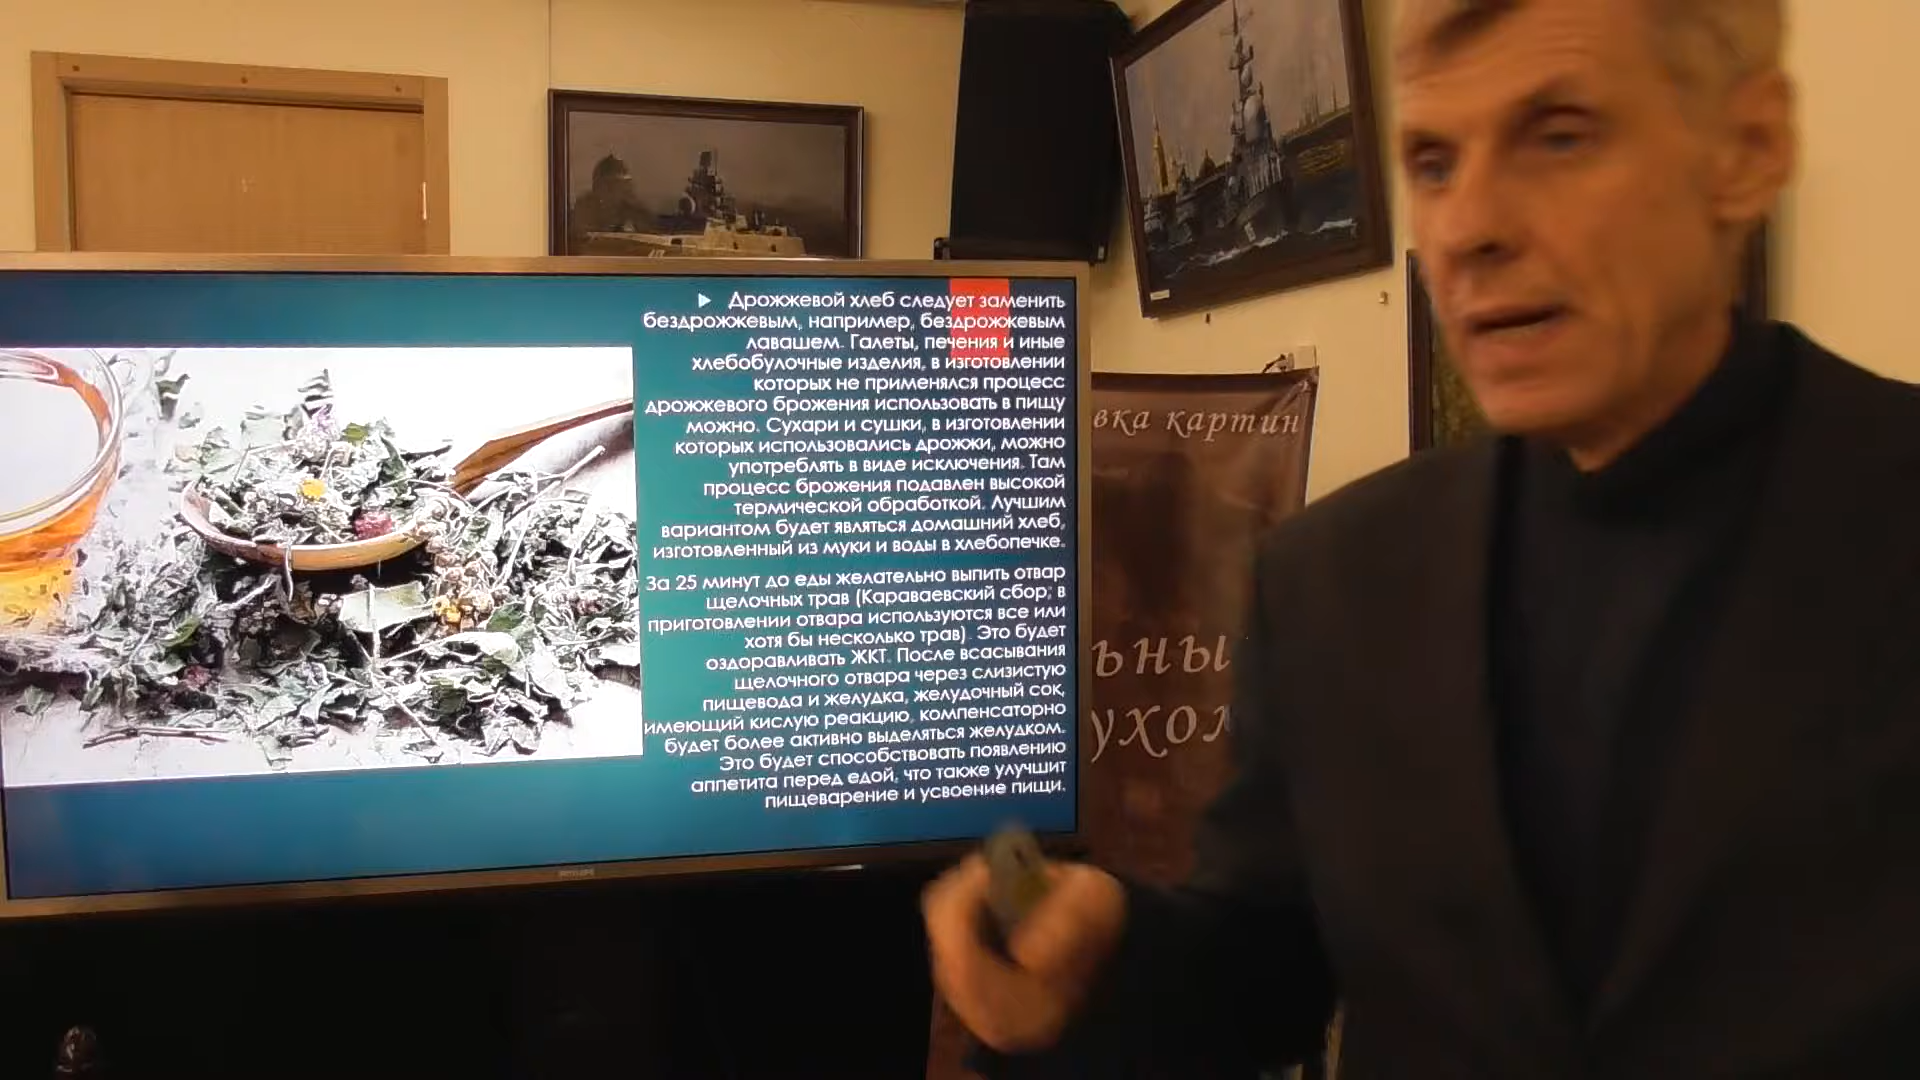 Дрожжевой хлеб следует заменить
бездрожжевым, например, бездрожжевым
лавашем. Галеты, печения и иные
хлебобулочные изделия, в изготовлении
которых не применялся процесс
дрожжевого брожения использовать в пищу
можно. Сухари и сушки, в изготовлении
которых использовались дрожжи, можно
употреблять в виде исключения. Там
процесс брожения подавлен высокой
термической обработкой. Лучшим
вариантом будет являться домашний хлеб,
изготовленный из муки и воды в хлебопечке.
За 25 минут до еды желательно выпить отвар
щелочных трав (Караваевский сбор; в
приготовлении отвара используются все или
хотя бы несколько трав). Это будет
оздоравливать ЖКТ. После всасывания
щелочного отвара через слизистую
пищевода и желудка, желудочный сок,
имеющий кислую реакцию, компенсаторно
будет более активно выделяться желудком.
Это будет способствовать появлению
аппетита перед едой, что также улучшит
пищеварение и усвоение пищи.
PHILIPS
вка картин
ьны
ухом